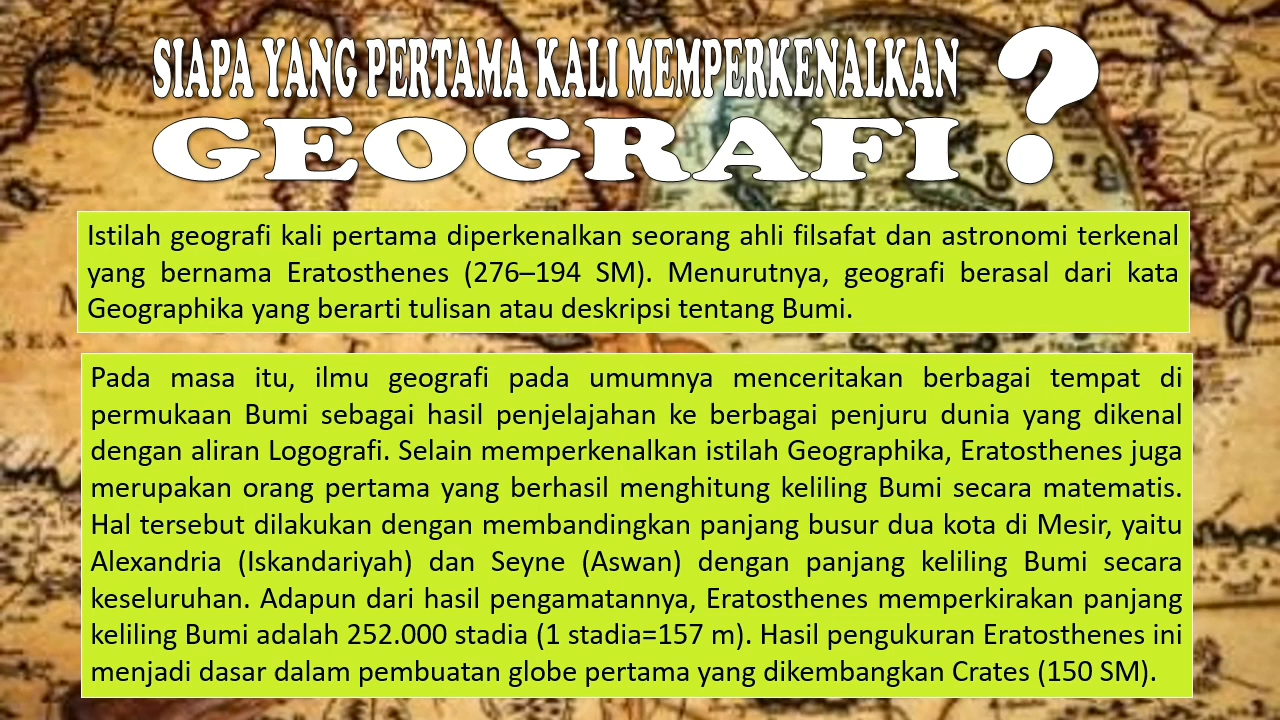 SIAPA YANG PERTAMA KALI MEMPERKENALKAN
GEOGRAFI ?
Istilah geografi kali pertama diperkenalkan seorang ahli filsafat dan astronomi terkenal
yang bernama Eratosthenes (276–194 SM). Menurutnya, geografi berasal dari kata
Geographika yang berarti tulisan atau deskripsi tentang Bumi.
Pada masa itu, ilmu geografi pada umumnya menceritakan berbagai tempat di
permukaan Bumi sebagai hasil penjelajahan ke berbagai penjuru dunia yang dikenal
dengan aliran Logografi. Selain memperkenalkan istilah Geographika, Eratosthenes juga
merupakan orang pertama yang berhasil menghitung keliling Bumi secara matematis.
Hal tersebut dilakukan dengan membandingkan panjang busur dua kota di Mesir, yaitu
Alexandria (Iskandariyah) dan Seyne (Aswan) dengan panjang keliling Bumi secara
keseluruhan. Adapun dari hasil pengamatannya, Eratosthenes memperkirakan panjang
keliling Bumi adalah 252.000 stadia (1 stadia=157 m). Hasil pengukuran Eratosthenes ini
menjadi dasar dalam pembuatan globe pertama yang dikembangkan Crates (150 SM).